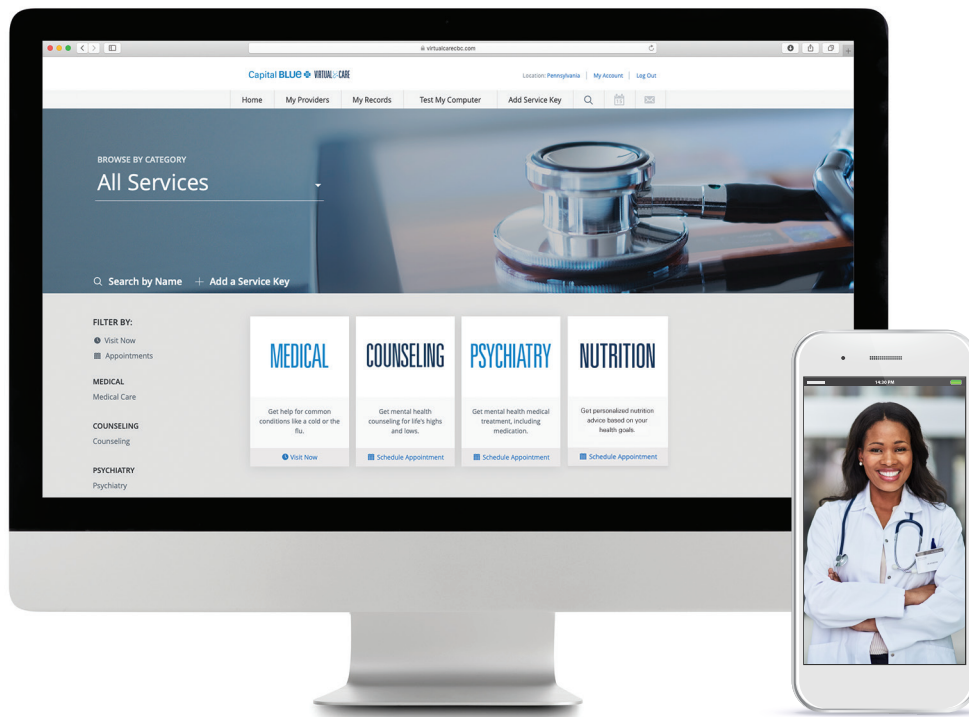 virtualcarecbc.com
Capital BLUE VIRTUAL CARE
Location: Pennsylvania My Account Log Out
Home My Providers My Records Test My Computer Add Service Key
BROWSE BY CATEGORY
All Services
Search by Name + Add a Service Key
FILTER BY:
Visit Now
Appointments
MEDICAL
Medical Care
COUNSELING
Counseling
PSYCHIATRY
Psychiatry
MEDICAL
Get help for common
conditions like a cold or the
flu.
Visit Now
COUNSELING
Get mental health
counseling for life's highs
and lows.
Schedule Appointment
PSYCHIATRY
Get mental health medical
treatment, including
medication.
Schedule Appointment
NUTRITION
Get personalized nutrition
advice based on your
health goals.
Schedule Appointment
14:20 PM